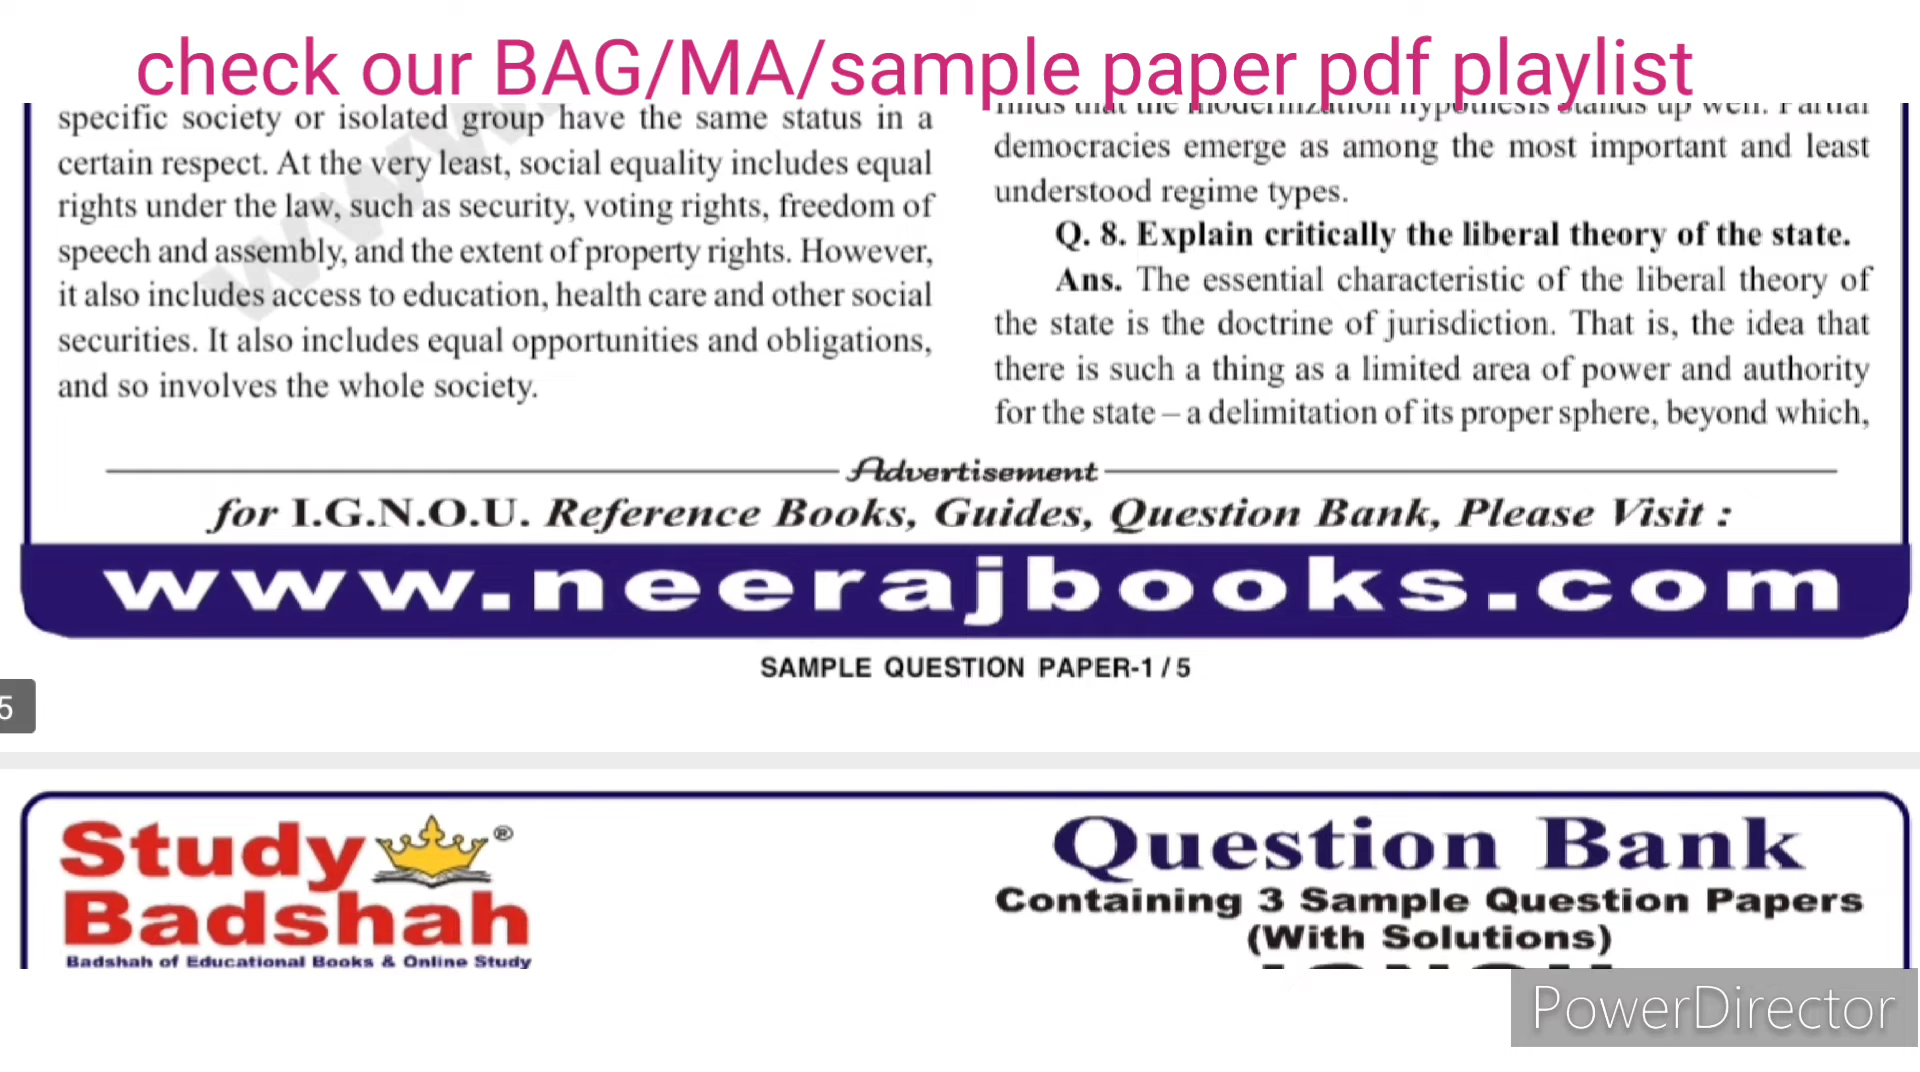 check our BAG/MA/sample paper pdf playlist
specific society or isolated group have the same status in a
certain respect. At the very least, social equality includes equal
rights under the law, such as security, voting rights, freedom of
speech and assembly, and the extent of property rights. However,
it also includes access to education, health care and other social
securities. It also includes equal opportunities and obligations,
and so involves the whole society.
finds that the modernization hypothesis stands up well. Partial
democracies emerge as among the most important and least
understood regime types.
Q. 8. Explain critically the liberal theory of the state.
Ans. The essential characteristic of the liberal theory of
the state is the doctrine of jurisdiction. That is, the idea that
there is such a thing as a limited area of power and authority
for the state – a delimitation of its proper sphere, beyond which,
Advertisement
for I.G.N.O.U. Reference Books, Guides, Question Bank, Please Visit :
www.neerajbooks.com
SAMPLE QUESTION PAPER-1 / 5
5
Study
Badshah
®
Badshah of Educational Books & Online Study
Question Bank
Containing 3 Sample Question Papers
(With Solutions)
PowerDirector